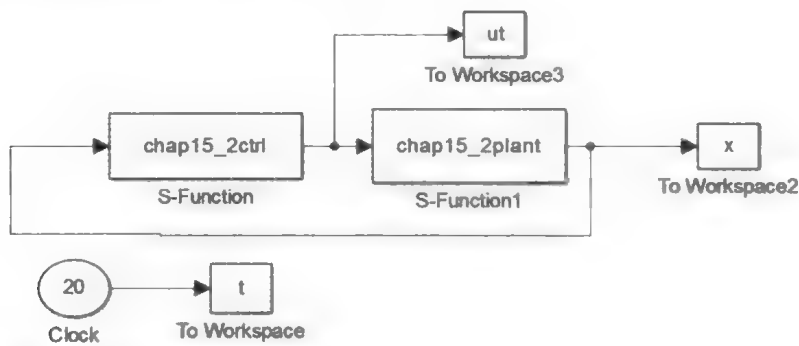 ut
To Workspace3
chap15_2ctrl
chap15_2plant
x
S-Function
S-Function1
To Workspace2
20
t
Clock
To Workspace